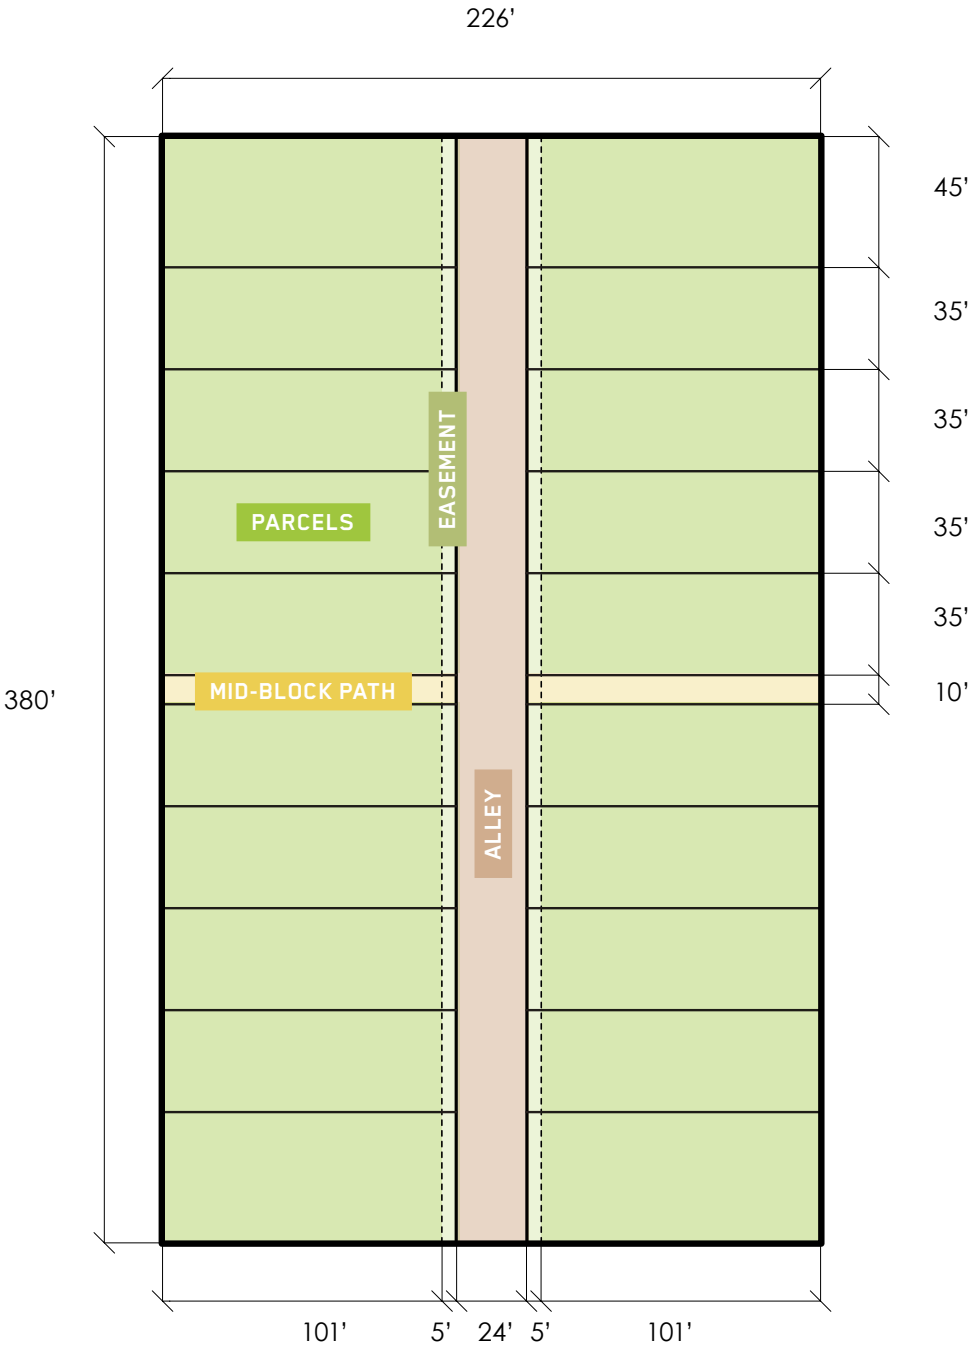 226’
45’
35’
35’
EASEMENT
PARCELS
35’
35’
MID-BLOCK PATH
10’
380’
ALLEY
101’ 5’ 24’ 5’ 101’